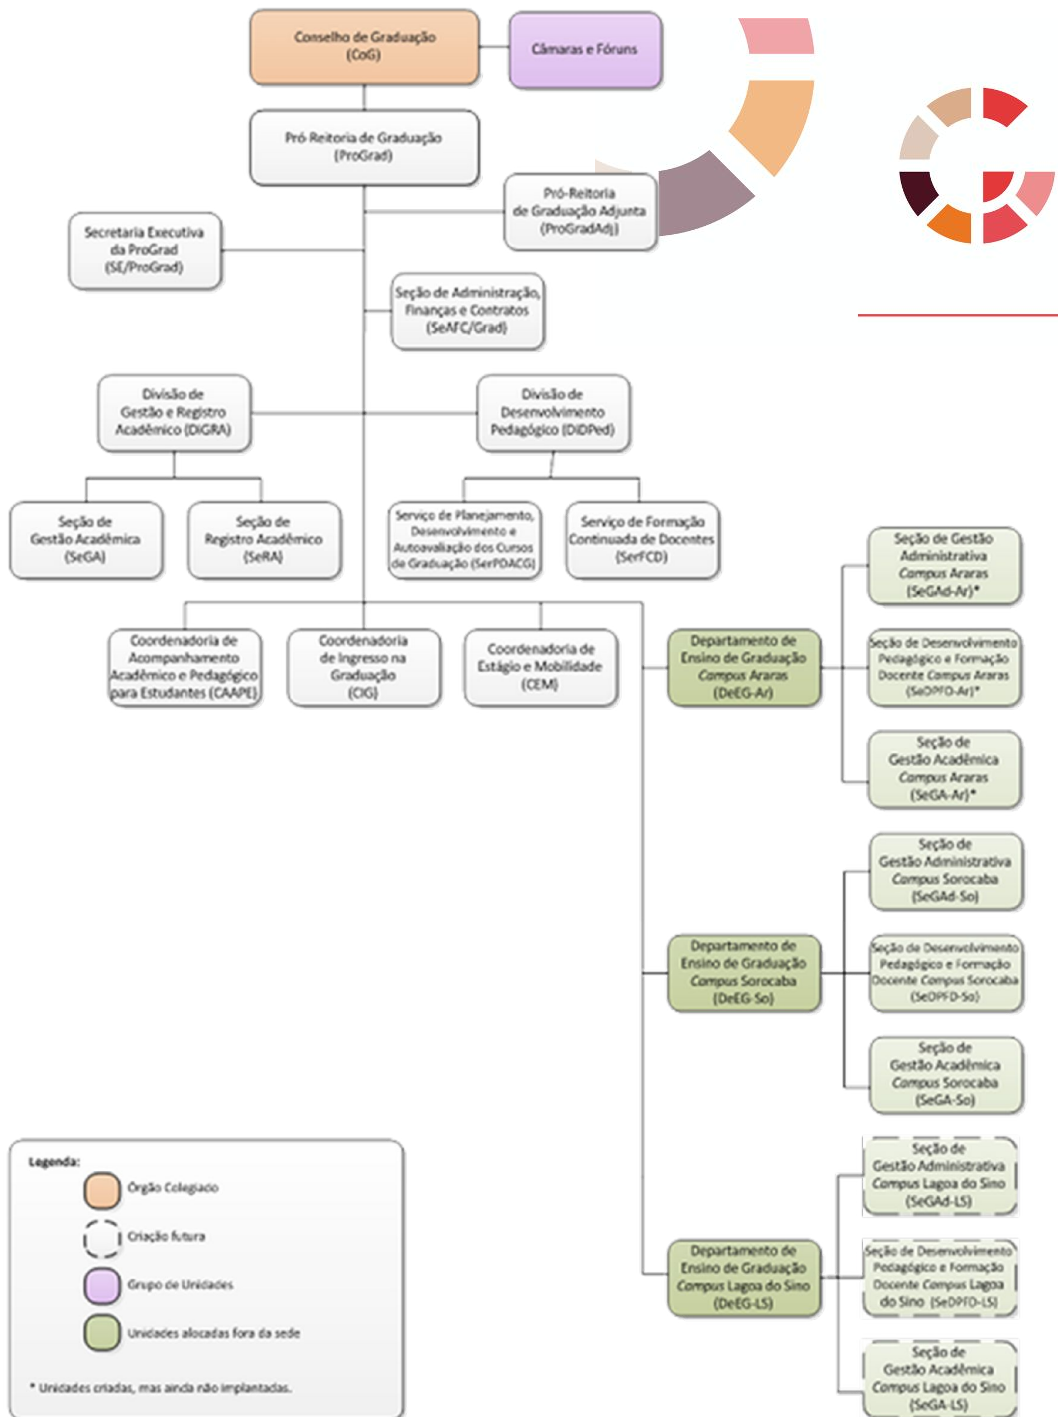 Conselho de Graduação
(CoG)
Câmaras e Fóruns
Pró Reitoria de Graduação
(ProGrad)
Pró-Reitoria
de Graduação Adjunta
(ProGradAdj)
Secretaria Executiva
da ProGrad
(SE/ProGrad)
Seção de Administração,
Finanças e Contratos
(SeAFC/Grad)
Divisão de
Gestão e Registro
Acadêmico (DiGRA)
Divisão de
Desenvolvimento
Pedagógico (DiDPed)
Seção de
Gestão Acadêmica
(SeGA)
Seção de
Registro Acadêmico
(SeRA)
Serviço de Planejamento,
Desenvolvimento e
Autoavaliação dos Cursos
de Graduação (SerPDACG)
Serviço de Formação
Continuada de Docentes
(SerFCD)
Coordenadoria de
Acompanhamento
Acadêmico e Pedagógico
para Estudantes (CAAPE)
Coordenadoria
de Ingresso na
Graduação
(CIG)
Coordenadoria de
Estágio e Mobilidade
(CEM)
Departamento de
Ensino de Graduação
Campus Araras
(DeEG-Ar)
Seção de Gestão
Administrativa
Campus Araras
(SeGAd-Ar)*
Seção de Desenvolvimento
Pedagógico e Formação
Docente Campus Araras
(SeDPFD-Ar)*
Seção de
Gestão Acadêmica
Campus Araras
(SeGA-Ar)*
Departamento de
Ensino de Graduação
Campus Sorocaba
(DeEG-So)
Seção de
Gestão Administrativa
Campus Sorocaba
(SeGAd-So)
Seção de Desenvolvimento
Pedagógico e Formação
Docente Campus Sorocaba
(SeDPFD-So)
Seção de
Gestão Acadêmica
Campus Sorocaba
(SeGA-So)
Departamento de
Ensino de Graduação
Campus Lagoa do Sino
(DeEG-LS)
Seção de
Gestão Administrativa
Campus Lagoa do Sino
(SeGAd-LS)
Seção de Desenvolvimento
Pedagógico e Formação
Docente Campus Lagoa
do Sino (SeDPFD-LS)
Seção de
Gestão Acadêmica
Campus Lagoa do Sino
(SeGA-LS)
Legenda:
Órgão Colegiado
Criação futura
Grupo de Unidades
Unidades alocadas fora da sede
* Unidades criadas, mas ainda não implantadas.